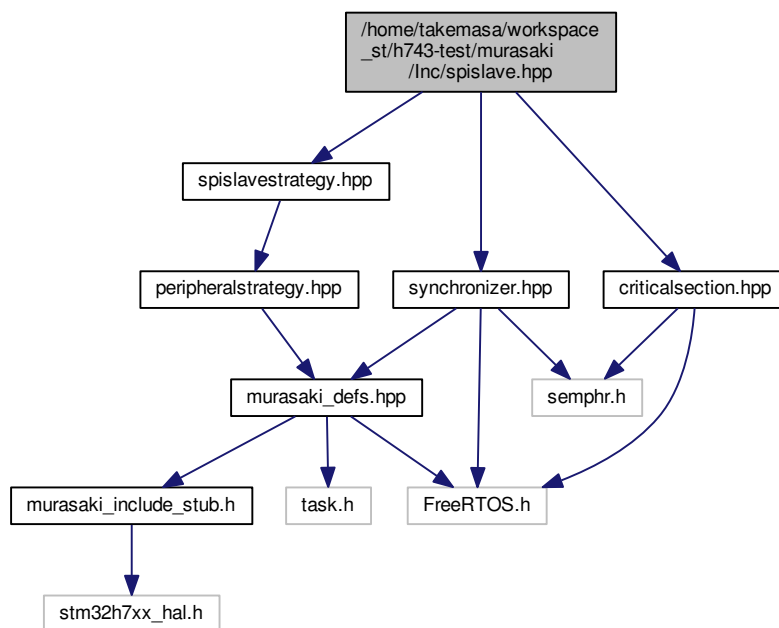 /home/takemasa/workspace
_st/h743-test/murasaki
/Inc/spislave.hpp
spislavestrategy.hpp
peripheralstrategy.hpp
synchronizer.hpp
criticalsection.hpp
murasaki_defs.hpp
semphr.h
murasaki_include_stub.h
task.h
FreeRTOS.h
stm32h7xx_hal.h